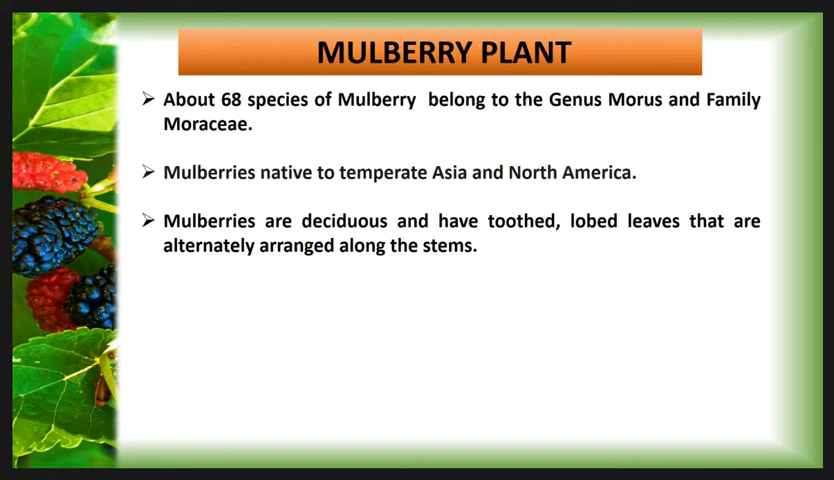 MULBERRY PLANT
➢ About 68 species of Mulberry belong to the Genus Morus and Family
Moraceae.
➢ Mulberries native to temperate Asia and North America.
➢ Mulberries are deciduous and have toothed, lobed leaves that are
alternately arranged along the stems.